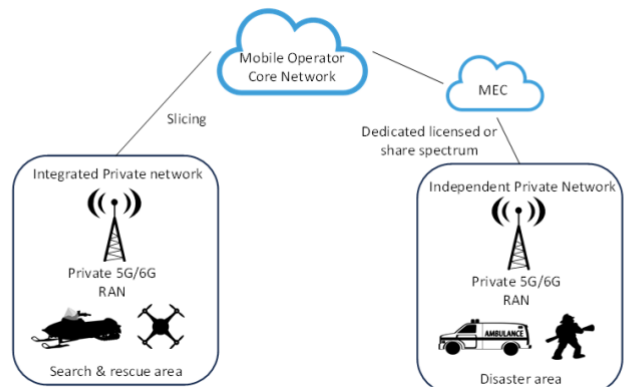 Mobile Operator
Core Network
MEC
Slicing
Dedicated licensed or
share spectrum
Integrated Private network
Private 5G/6G
RAN
Search & rescue area
Independent Private Network
Private 5G/6G
RAN
AMBULANCE
Disaster area